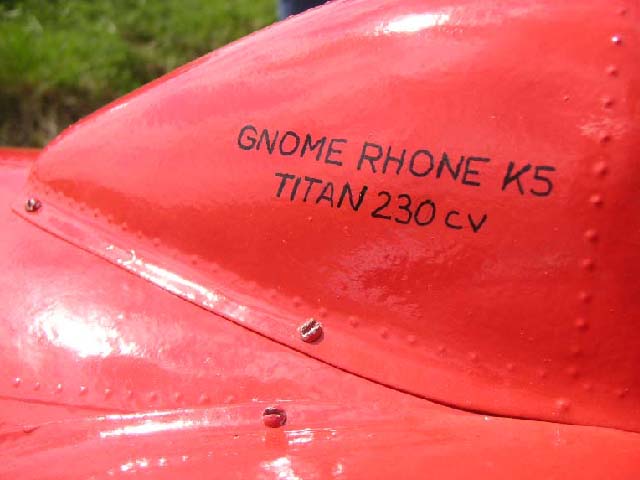 GNOME RHONE K5
TITAN 230 CV